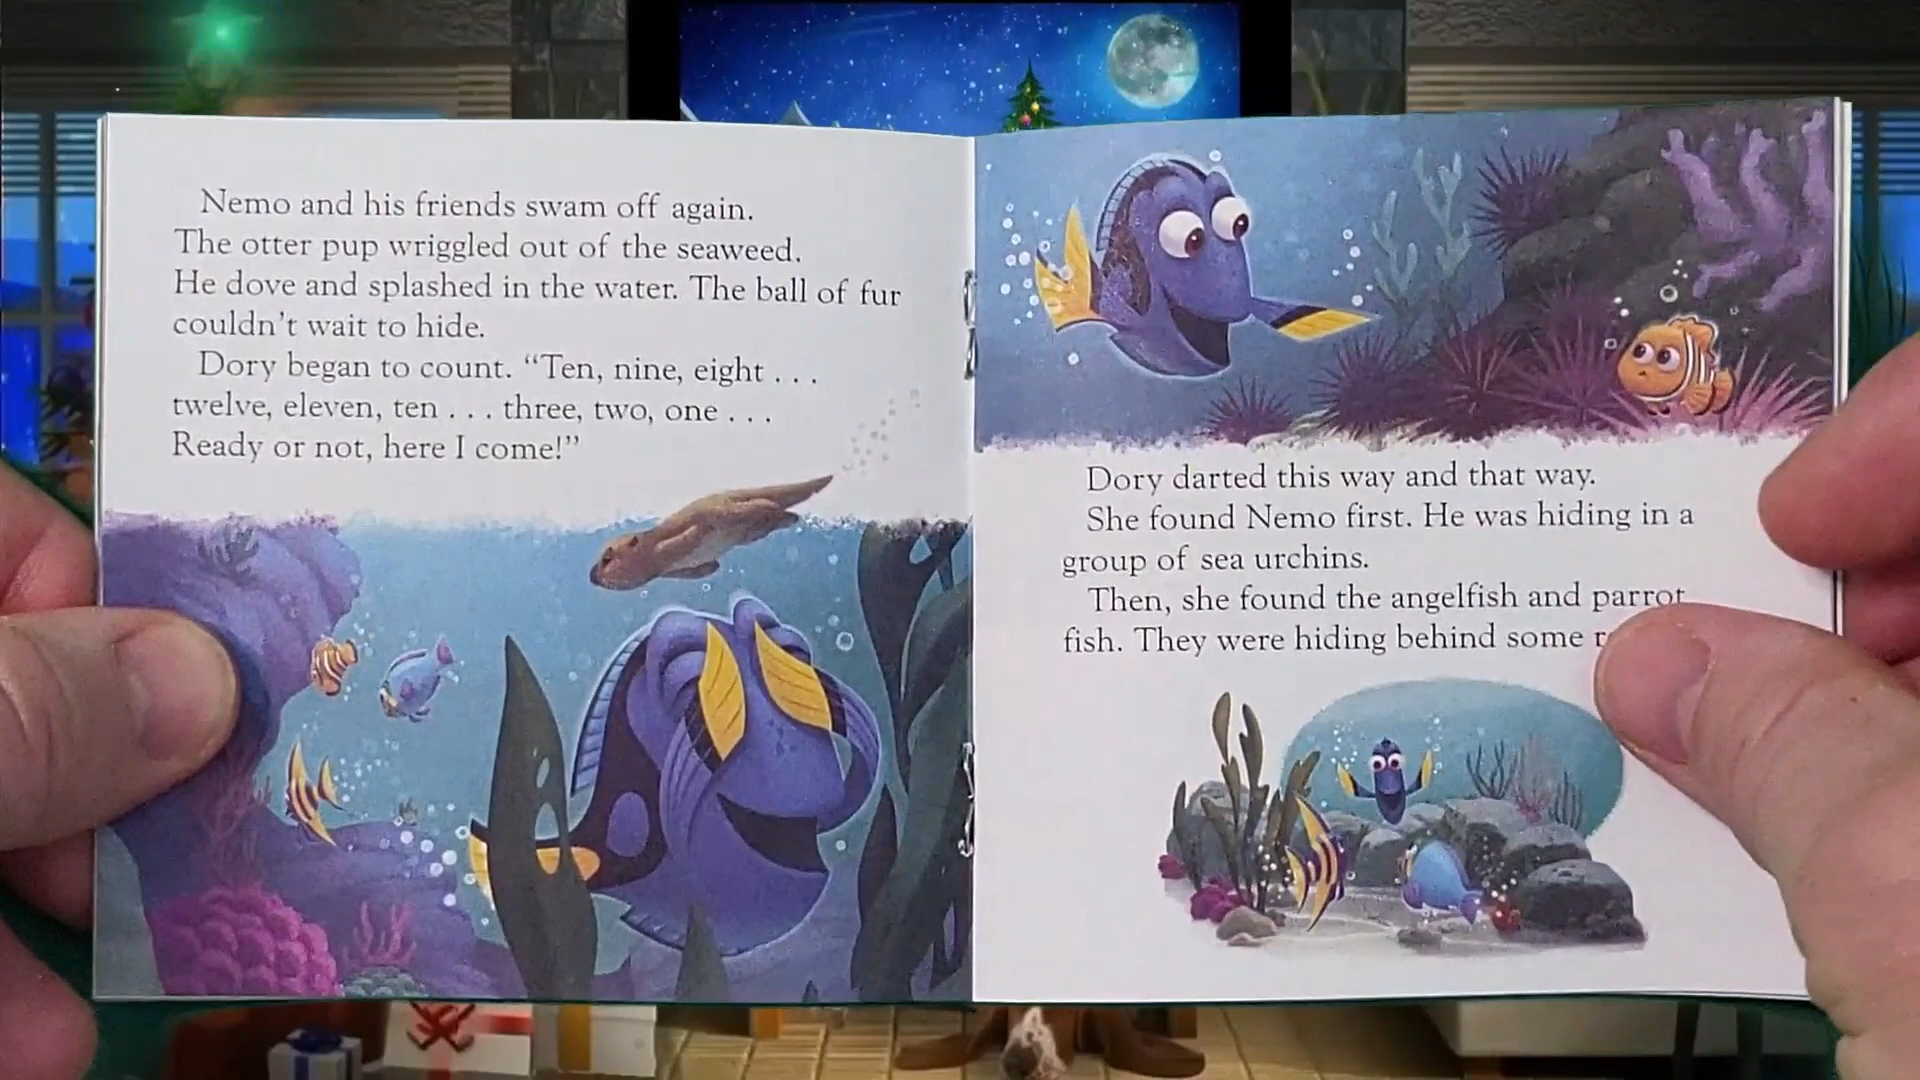 Nemo and his friends swam off again.
The otter pup wriggled out of the seaweed.
He dove and splashed in the water. The ball of fur
couldn't wait to hide.
Dory began to count. “Ten, nine, eight . . .
twelve, eleven, ten . . . three, two, one . . .
Ready or not, here I come!”
Dory darted this way and that way.
She found Nemo first. He was hiding in a
group of sea urchins.
Then, she found the angelfish and parrot
fish. They were hiding behind some